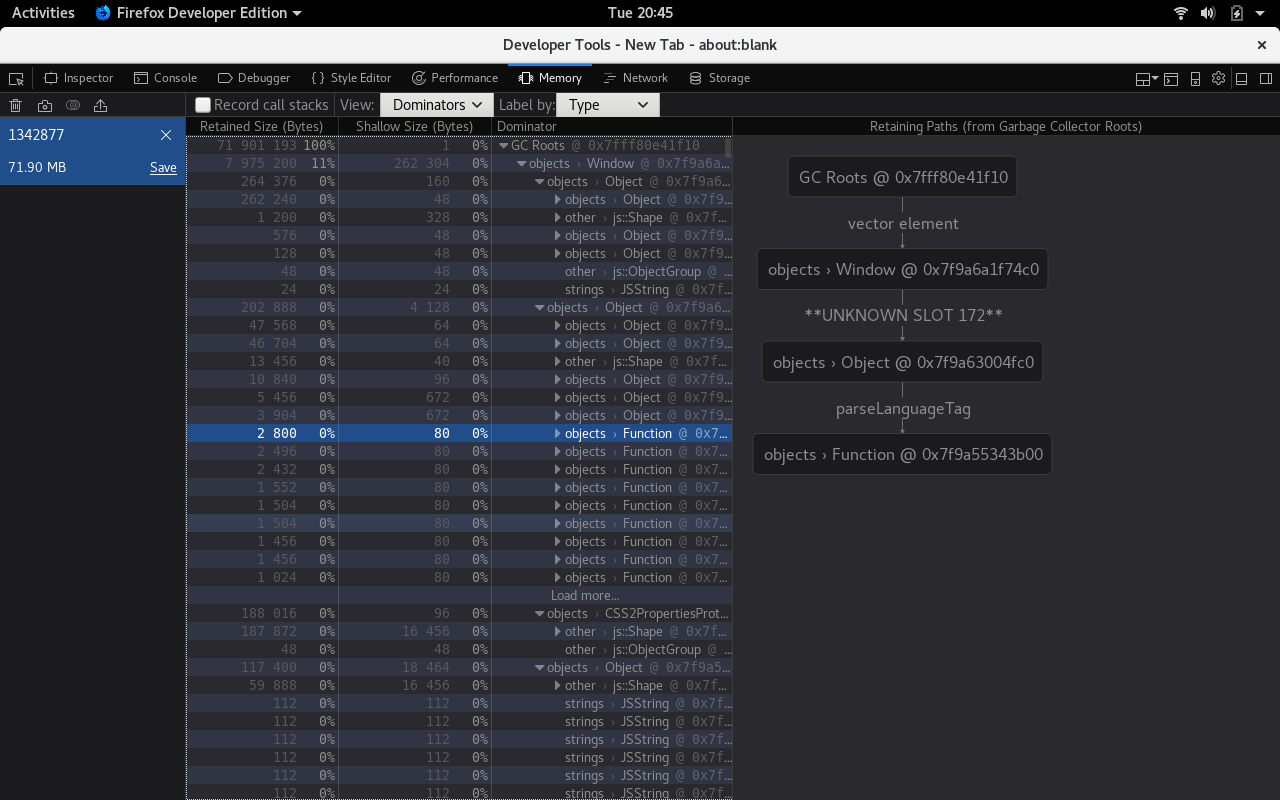 Activities Firefox Developer Edition Tue 20:45
Developer Tools - New Tab - about:blank ×
Inspector Console Debugger {} Style Editor Performance Memory Network Storage
Record call stacks View: Dominators Label by: Type
1342877
71.90 MB Save
Retained Size (Bytes) Shallow Size (Bytes) Dominator
71 901 193 100% 1 0% GC Roots @ 0x7fff80e41f10
7 975 200 11% 262 304 0% objects › Window @ 0x7f9a6a…
264 376 0% 160 0% objects › Object @ 0x7f9a6…
262 240 0% 48 0% objects › Object @ 0x7f9…
1 200 0% 328 0% other › js::Shape @ 0x7f…
576 0% 48 0% objects › Object @ 0x7f9…
128 0% 48 0% objects › Object @ 0x7f9…
48 0% 48 0% other › js::ObjectGroup @ …
24 0% 24 0% strings › JSString @ 0x7f…
202 888 0% 4 128 0% objects › Object @ 0x7f9a6…
47 568 0% 64 0% objects › Object @ 0x7f9…
46 704 0% 64 0% objects › Object @ 0x7f9…
13 456 0% 40 0% other › js::Shape @ 0x7f…
10 840 0% 96 0% objects › Object @ 0x7f9…
5 456 0% 672 0% objects › Object @ 0x7f9…
3 904 0% 672 0% objects › Object @ 0x7f9…
2 800 0% 80 0% objects › Function @ 0x7…
2 496 0% 80 0% objects › Function @ 0x7…
2 432 0% 80 0% objects › Function @ 0x7…
1 552 0% 80 0% objects › Function @ 0x7…
1 504 0% 80 0% objects › Function @ 0x7…
1 504 0% 80 0% objects › Function @ 0x7…
1 456 0% 80 0% objects › Function @ 0x7…
1 456 0% 80 0% objects › Function @ 0x7…
1 024 0% 80 0% objects › Function @ 0x7…
Load more…
188 016 0% 96 0% objects › CSS2PropertiesProt…
187 872 0% 16 456 0% other › js::Shape @ 0x7f…
48 0% 48 0% other › js::ObjectGroup @ …
117 400 0% 18 464 0% objects › Object @ 0x7f9a5…
59 888 0% 16 456 0% other › js::Shape @ 0x7f…
112 0% 112 0% strings › JSString @ 0x7f…
112 0% 112 0% strings › JSString @ 0x7f…
112 0% 112 0% strings › JSString @ 0x7f…
112 0% 112 0% strings › JSString @ 0x7f…
112 0% 112 0% strings › JSString @ 0x7f…
112 0% 112 0% strings › JSString @ 0x7f…
Retaining Paths (from Garbage Collector Roots)
GC Roots @ 0x7fff80e41f10
vector element
objects › Window @ 0x7f9a6a1f74c0
**UNKNOWN SLOT 172**
objects › Object @ 0x7f9a63004fc0
parseLanguageTag
objects › Function @ 0x7f9a55343b00